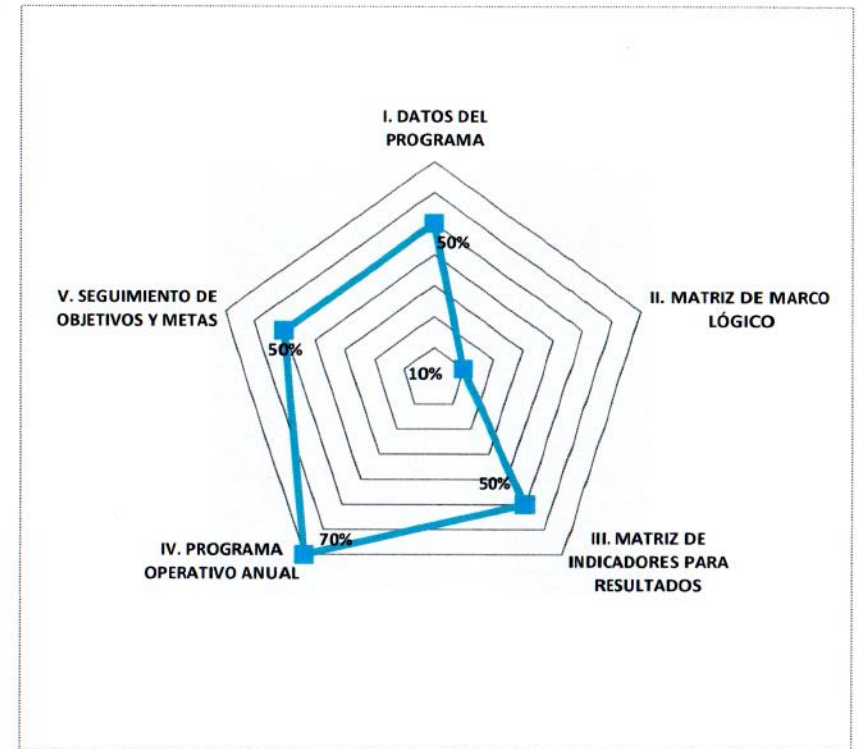 I. DATOS DEL
PROGRAMA
50%
II. MATRIZ DE MARCO
LÓGICO
V. SEGUIMIENTO DE
OBJETIVOS Y METAS
50%
10%
50%
III. MATRIZ DE
INDICADORES PARA
RESULTADOS
70%
IV. PROGRAMA
OPERATIVO ANUAL